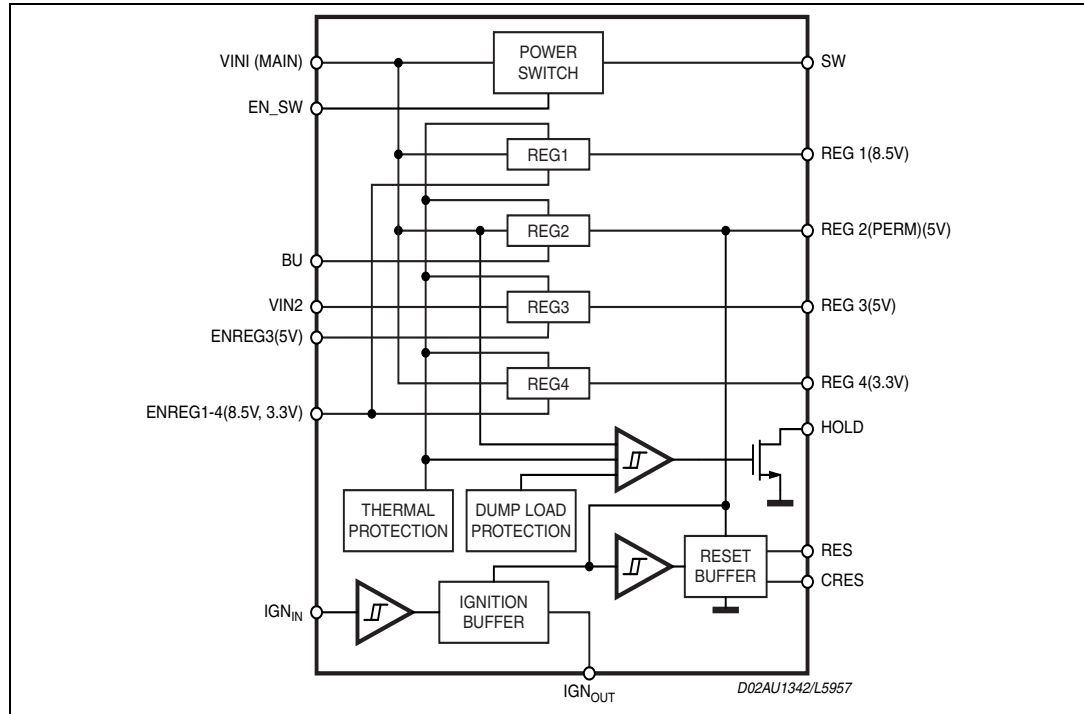 VINI (MAIN)
POWER
SWITCH
SW
EN_SW
REG1
REG 1(8.5V)
REG2
REG 2(PERM)(5V)
BU
VIN2
REG3
REG 3(5V)
ENREG3(5V)
REG4
REG 4(3.3V)
ENREG1-4(8.5V, 3.3V)
HOLD
THERMAL
PROTECTION
DUMP LOAD
PROTECTION
RESET
BUFFER
RES
CRES
IGNIN
IGNITION
BUFFER
IGNOUT
D02AU1342/L5957